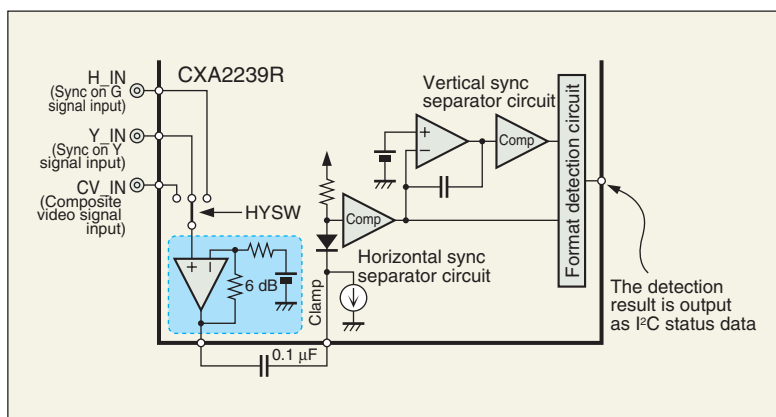 CXA2239R
H_IN
(Sync on G
signal input)
Y_IN
(Sync on Y
signal input)
CV_IN
(Composite
video signal
input)
HYSW
+
−
6 dB
0.1 μF
Clamp
Comp
Horizontal sync
separator circuit
Vertical sync
separator circuit
+
−
Comp
Format detection circuit
The detection
result is output
as I²C status data